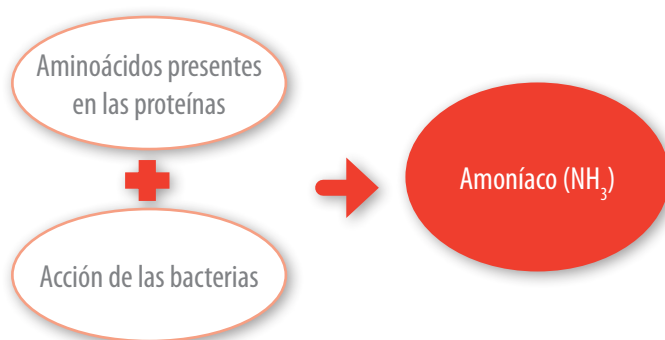 Aminoácidos presentes
en las proteínas
Acción de las bacterias
Amoníaco (NH₃)